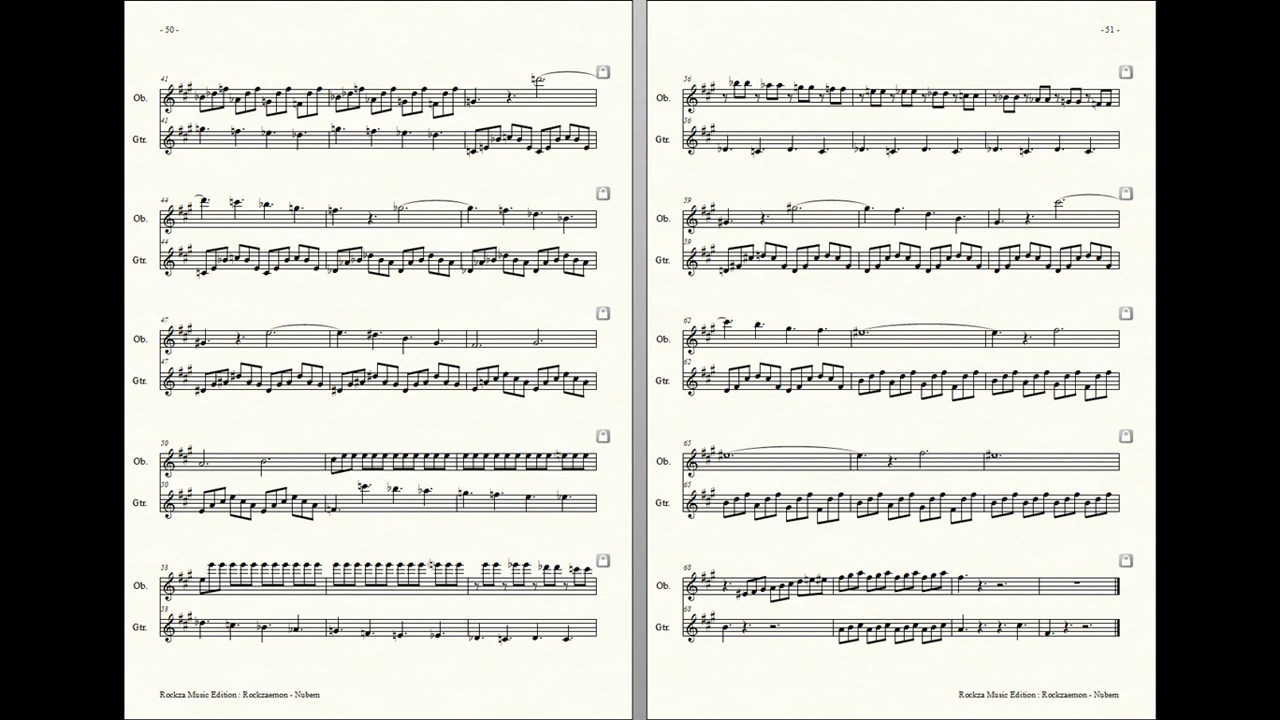 - 50 -
41
Ob.
41
Gtr.
44
Ob.
44
Gtr.
47
Ob.
47
Gtr.
50
Ob.
50
Gtr.
53
Ob.
53
Gtr.
Rockza Music Edition : Rockzaemon - Nubem
- 51 -
56
Ob.
56
Gtr.
59
Ob.
59
Gtr.
62
Ob.
62
Gtr.
65
Ob.
65
Gtr.
68
Ob.
68
Gtr.
Rockza Music Edition : Rockzaemon - Nubem